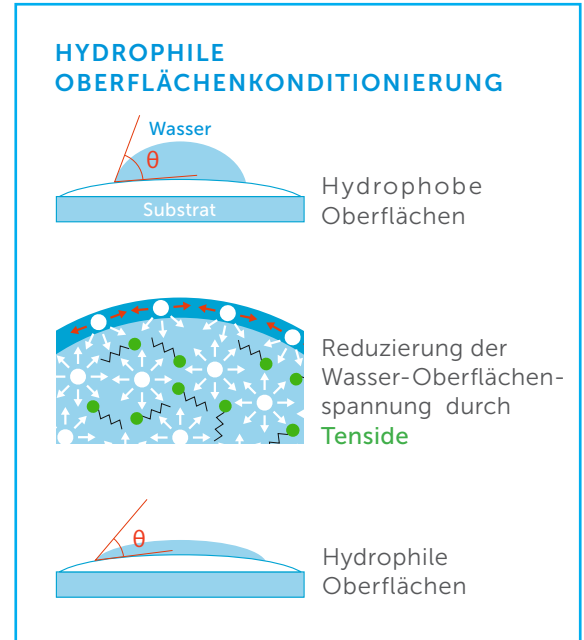 HYDROPHILE
OBERFLÄCHENKONDITIONIERUNG
Wasser
θ
Substrat
Hydrophobe
Oberflächen
Reduzierung der
Wasser-Oberflächen-
spannung durch
Tenside
θ
Hydrophile
Oberflächen